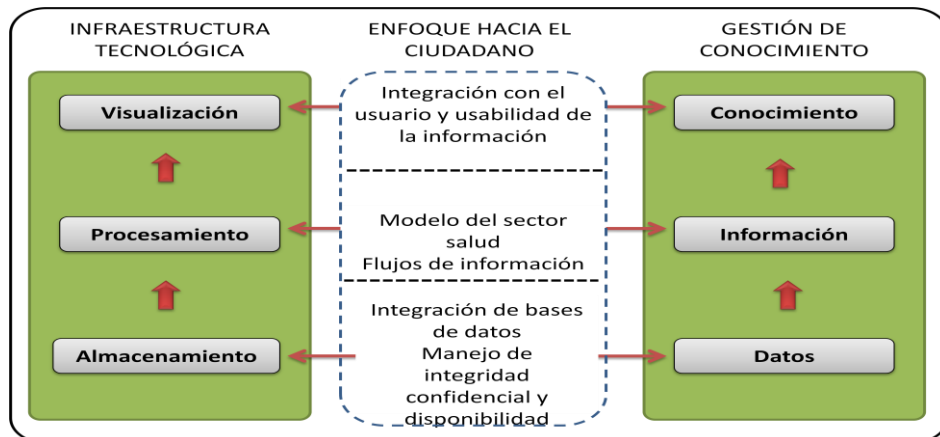 INFRAESTRUCTURA
TECNOLÓGICA
Visualización
Procesamiento
Almacenamiento
ENFOQUE HACIA EL
CIUDADANO
Integración con el
usuario y usabilidad de
la información
Modelo del sector
salud
Flujos de información
Integración de bases
de datos
Manejo de
integridad
confidencial y
disponibilidad
GESTIÓN DE
CONOCIMIENTO
Conocimiento
Información
Datos